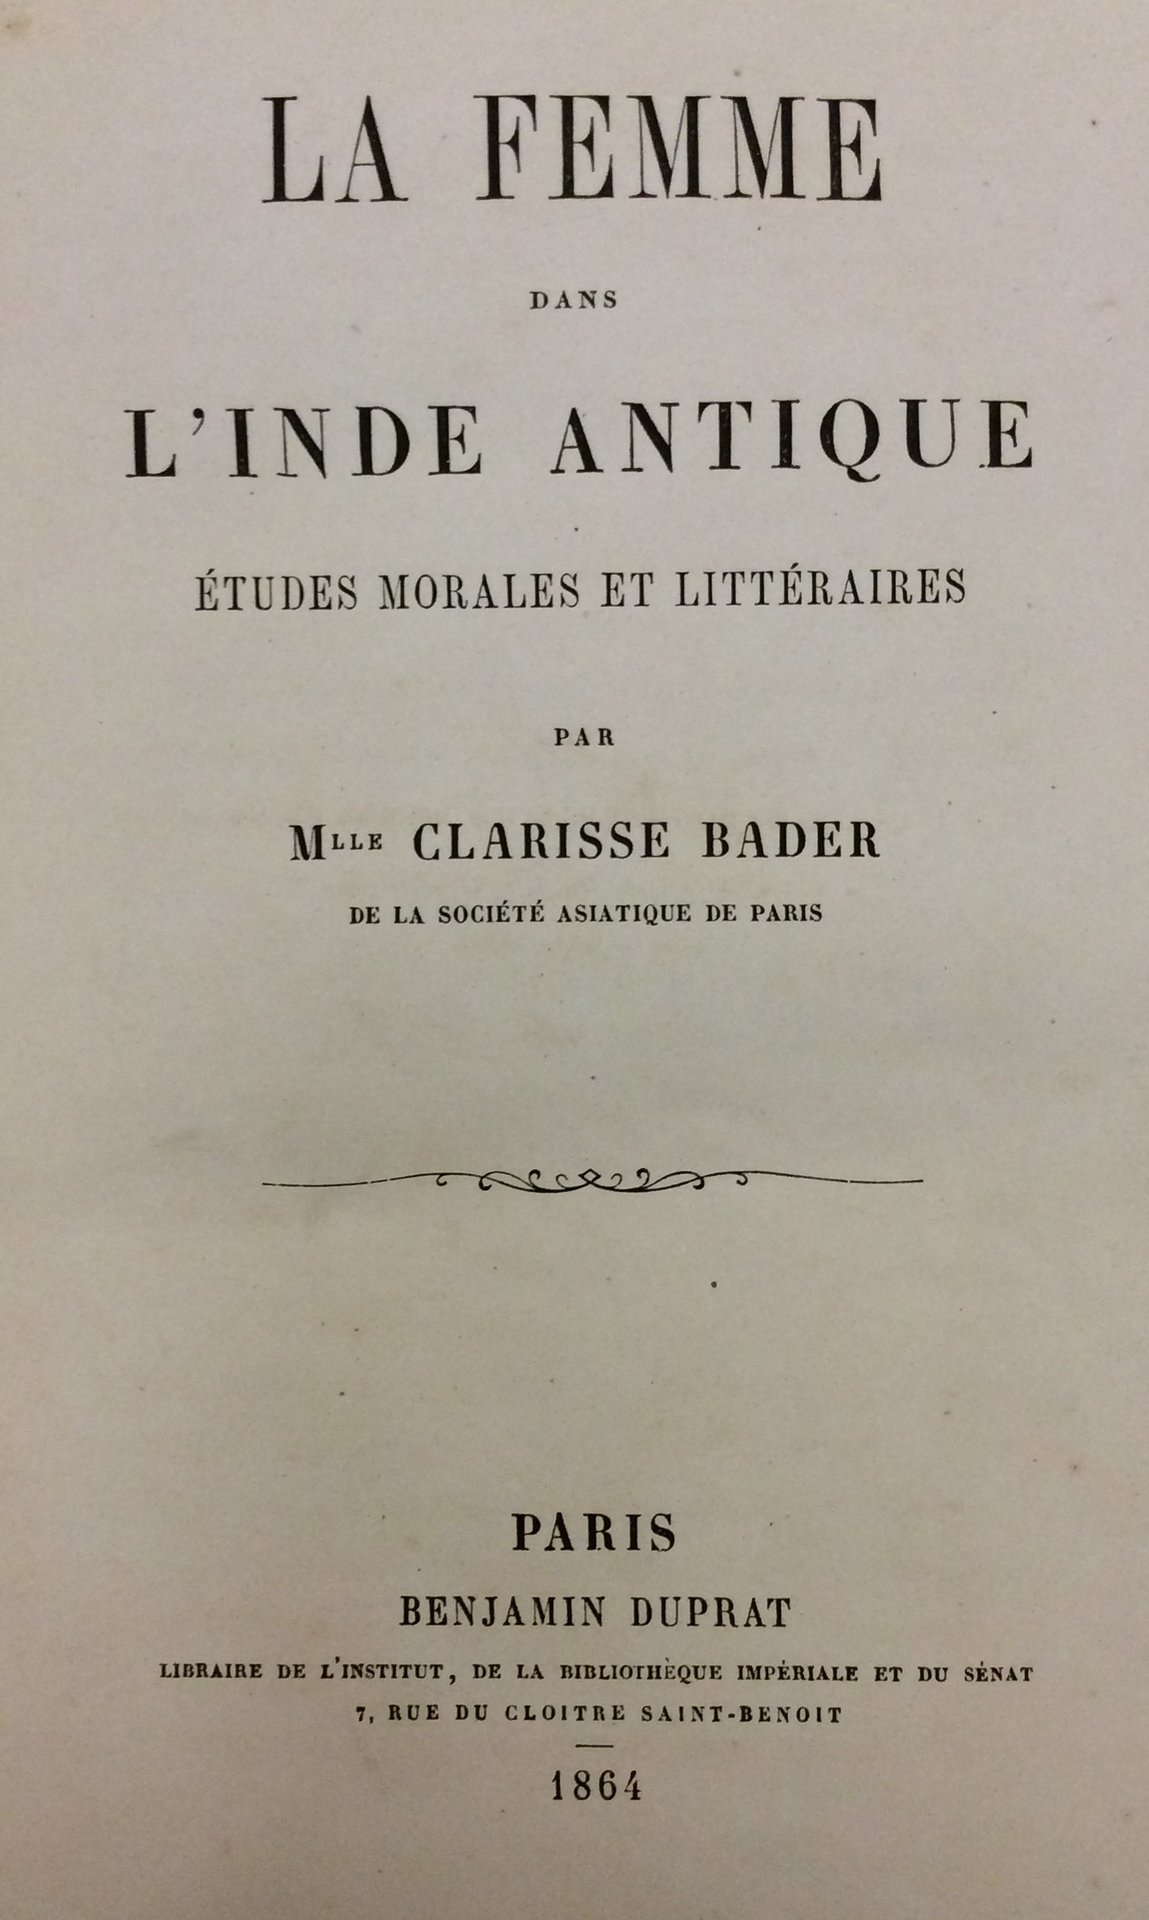 LA FEMME
DANS
L'INDE ANTIQUE
ÉTUDES MORALES ET LITTÉRAIRES
PAR
MLLE CLARISSE BADER
DE LA SOCIÉTÉ ASIATIQUE DE PARIS
PARIS
BENJAMIN DUPRAT
LIBRAIRE DE L'INSTITUT, DE LA BIBLIOTHÈQUE IMPÉRIALE ET DU SÉNAT
7, RUE DU CLOITRE SAINT-BENOIT
1864